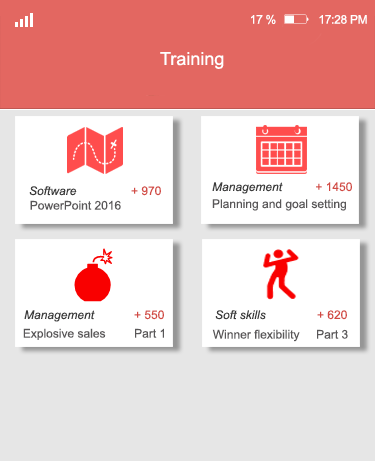 17 % 17:28 PM
Training
Software + 970
PowerPoint 2016
Management + 1450
Planning and goal setting
Management + 550
Explosive sales Part 1
Soft skills + 620
Winner flexibility Part 3